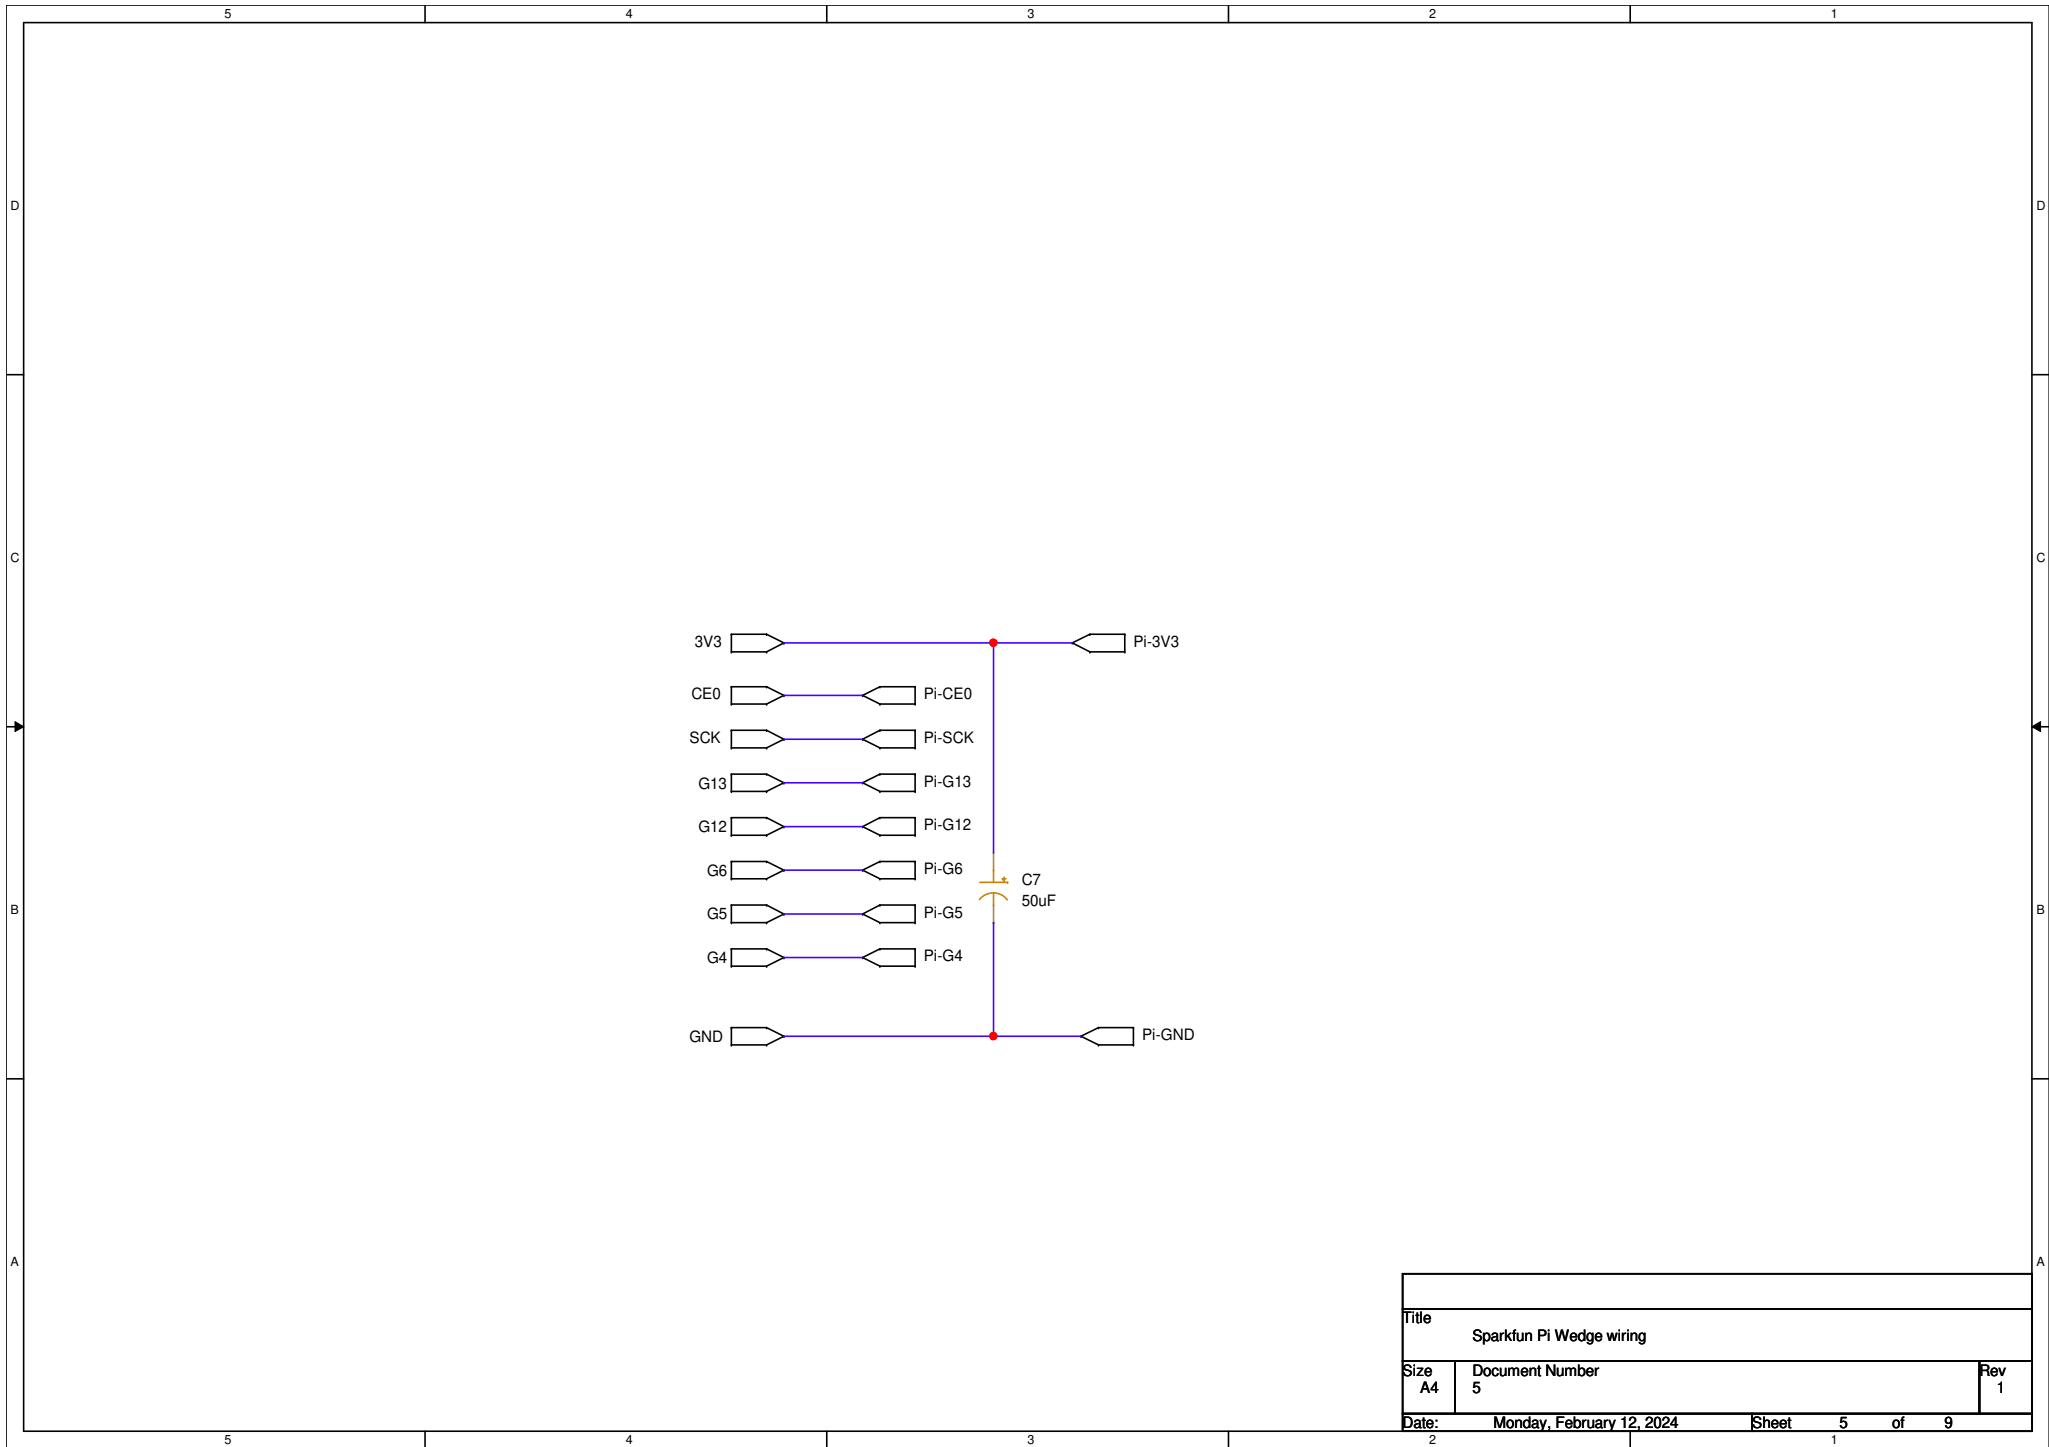 5 4 3 2 1
D D
C C
3V3 Pi-3V3
CE0 Pi-CE0
SCK Pi-SCK
G13 Pi-G13
G12 Pi-G12
G6 Pi-G6
C7
50uF
B B
G5 Pi-G5
G4 Pi-G4
GND Pi-GND
A A
Title
Sparkfun Pi Wedge wiring
Size Document Number Rev
A4 5 1
Date: Monday, February 12, 2024 Sheet 5 of 9
5 4 3 2 1